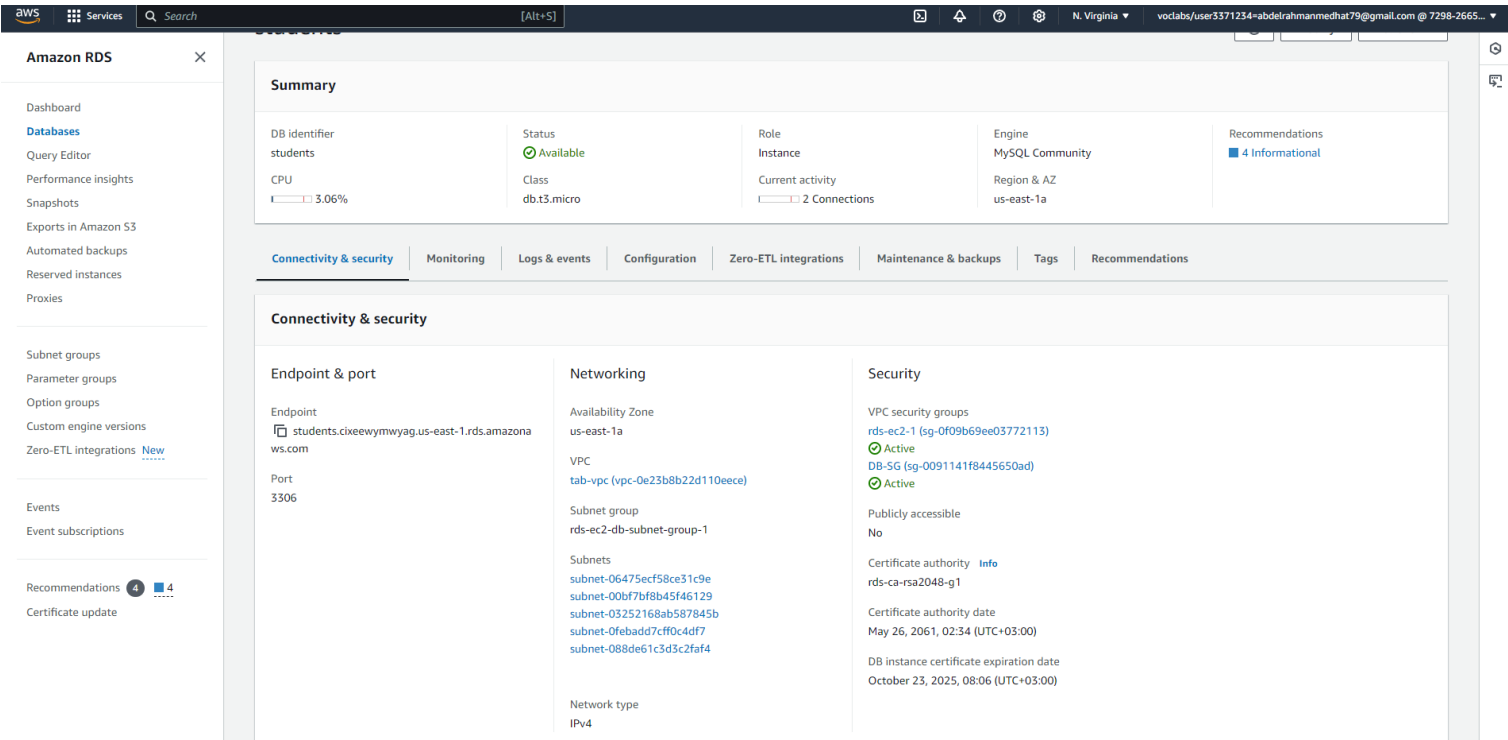 aws Services Search [Alt+S] N. Virginia ▼ voclabs/user3371234=abdelrahmanmedhat79@gmail.com @ 7298-2665... ▼
Amazon RDS
Dashboard
Databases
Query Editor
Performance insights
Snapshots
Exports in Amazon S3
Automated backups
Reserved instances
Proxies
Subnet groups
Parameter groups
Option groups
Custom engine versions
Zero-ETL integrations New
Events
Event subscriptions
Recommendations 4 4
Certificate update
students
Summary
DB identifier
students
Status
Available
Role
Instance
Engine
MySQL Community
Recommendations
4 Informational
CPU
3.06%
Class
db.t3.micro
Current activity
2 Connections
Region & AZ
us-east-1a
Connectivity & security
Monitoring
Logs & events
Configuration
Zero-ETL integrations
Maintenance & backups
Tags
Recommendations
Connectivity & security
Endpoint & port
Endpoint
students.cixeewymwyag.us-east-1.rds.amazona
ws.com
Port
3306
Networking
Availability Zone
us-east-1a
VPC
tab-vpc (vpc-0e23b8b22d110eece)
Subnet group
rds-ec2-db-subnet-group-1
Subnets
subnet-06475ecf58ce31c9e
subnet-00bf7bf8b45f46129
subnet-03252168ab587845b
subnet-0febadd7cff0c4df7
subnet-088de61c3d3c2faf4
Network type
IPv4
Security
VPC security groups
rds-ec2-1 (sg-0f09b69ee03772113)
Active
DB-SG (sg-0091141f8445650ad)
Active
Publicly accessible
No
Certificate authority Info
rds-ca-rsa2048-g1
Certificate authority date
May 26, 2061, 02:34 (UTC+03:00)
DB instance certificate expiration date
October 23, 2025, 08:06 (UTC+03:00)